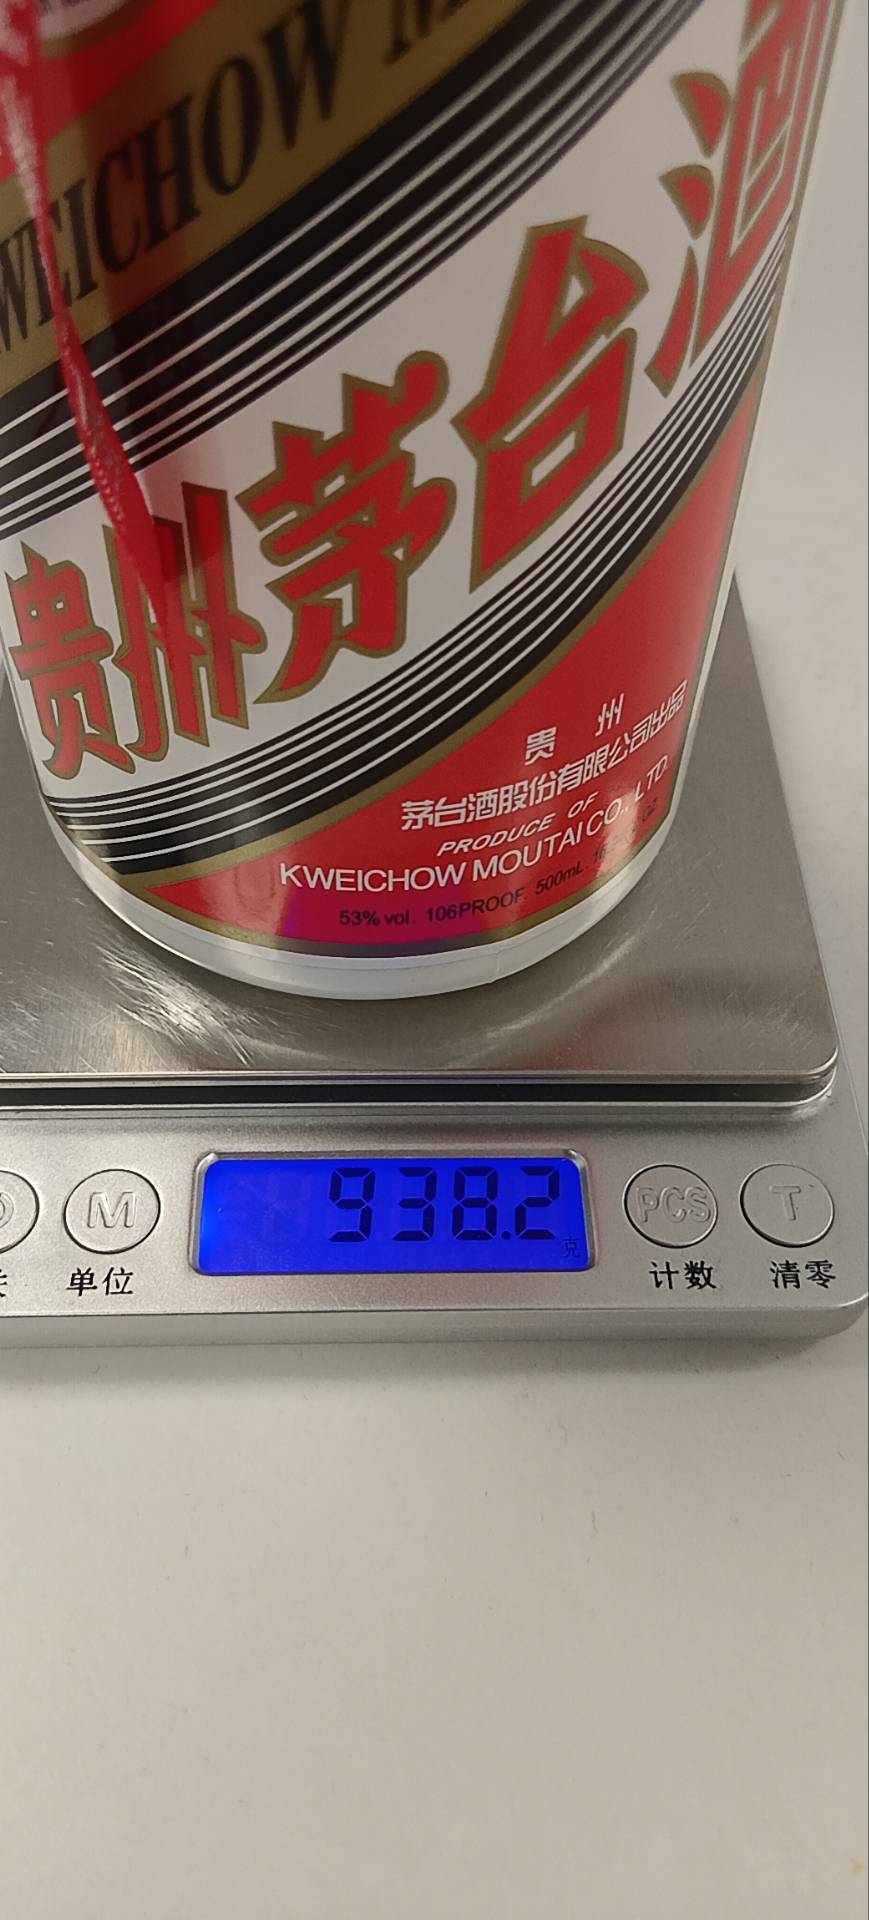 KWEICHOW M
贵州茅台酒
贵州
茅台酒股份有限公司出品
PRODUCE OF
KWEICHOW MOUTAI CO., LTD.
53% vol. 106PROOF. 500mL
938.2
克
M
PCS
T
单位
计数
清零